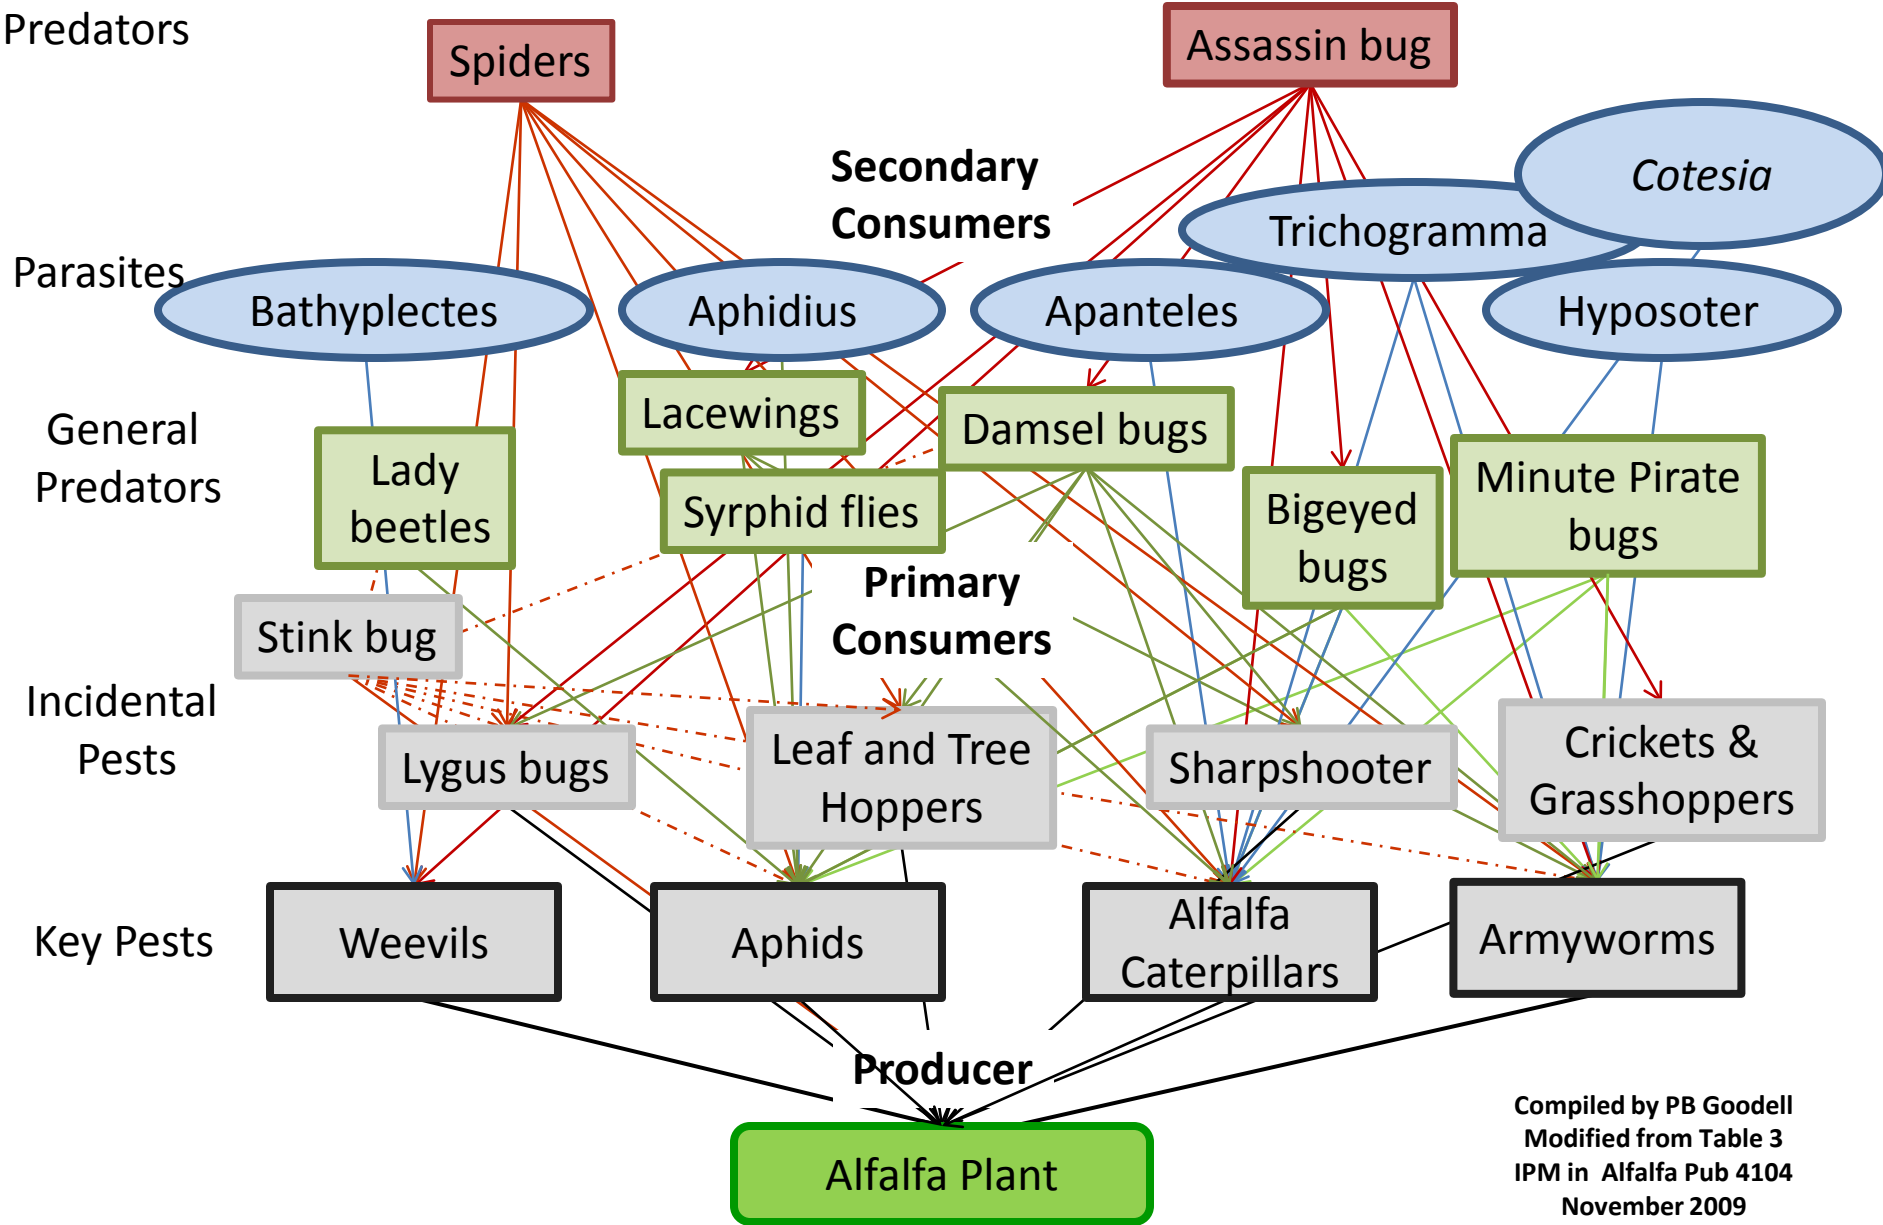 Predators
Spiders
Assassin bug
Secondary
Consumers
Cotesia
Trichogramma
Parasites
Bathyplectes
Aphidius
Apanteles
Hyposoter
General
Predators
Lady
beetles
Lacewings
Syrphid flies
Damsel bugs
Bigeyed
bugs
Minute Pirate
bugs
Primary
Consumers
Stink bug
Incidental
Pests
Lygus bugs
Leaf and Tree
Hoppers
Sharpshooter
Crickets &
Grasshoppers
Key Pests
Weevils
Aphids
Alfalfa
Caterpillars
Armyworms
Producer
Alfalfa Plant
Compiled by PB Goodell
Modified from Table 3
IPM in Alfalfa Pub 4104
November 2009